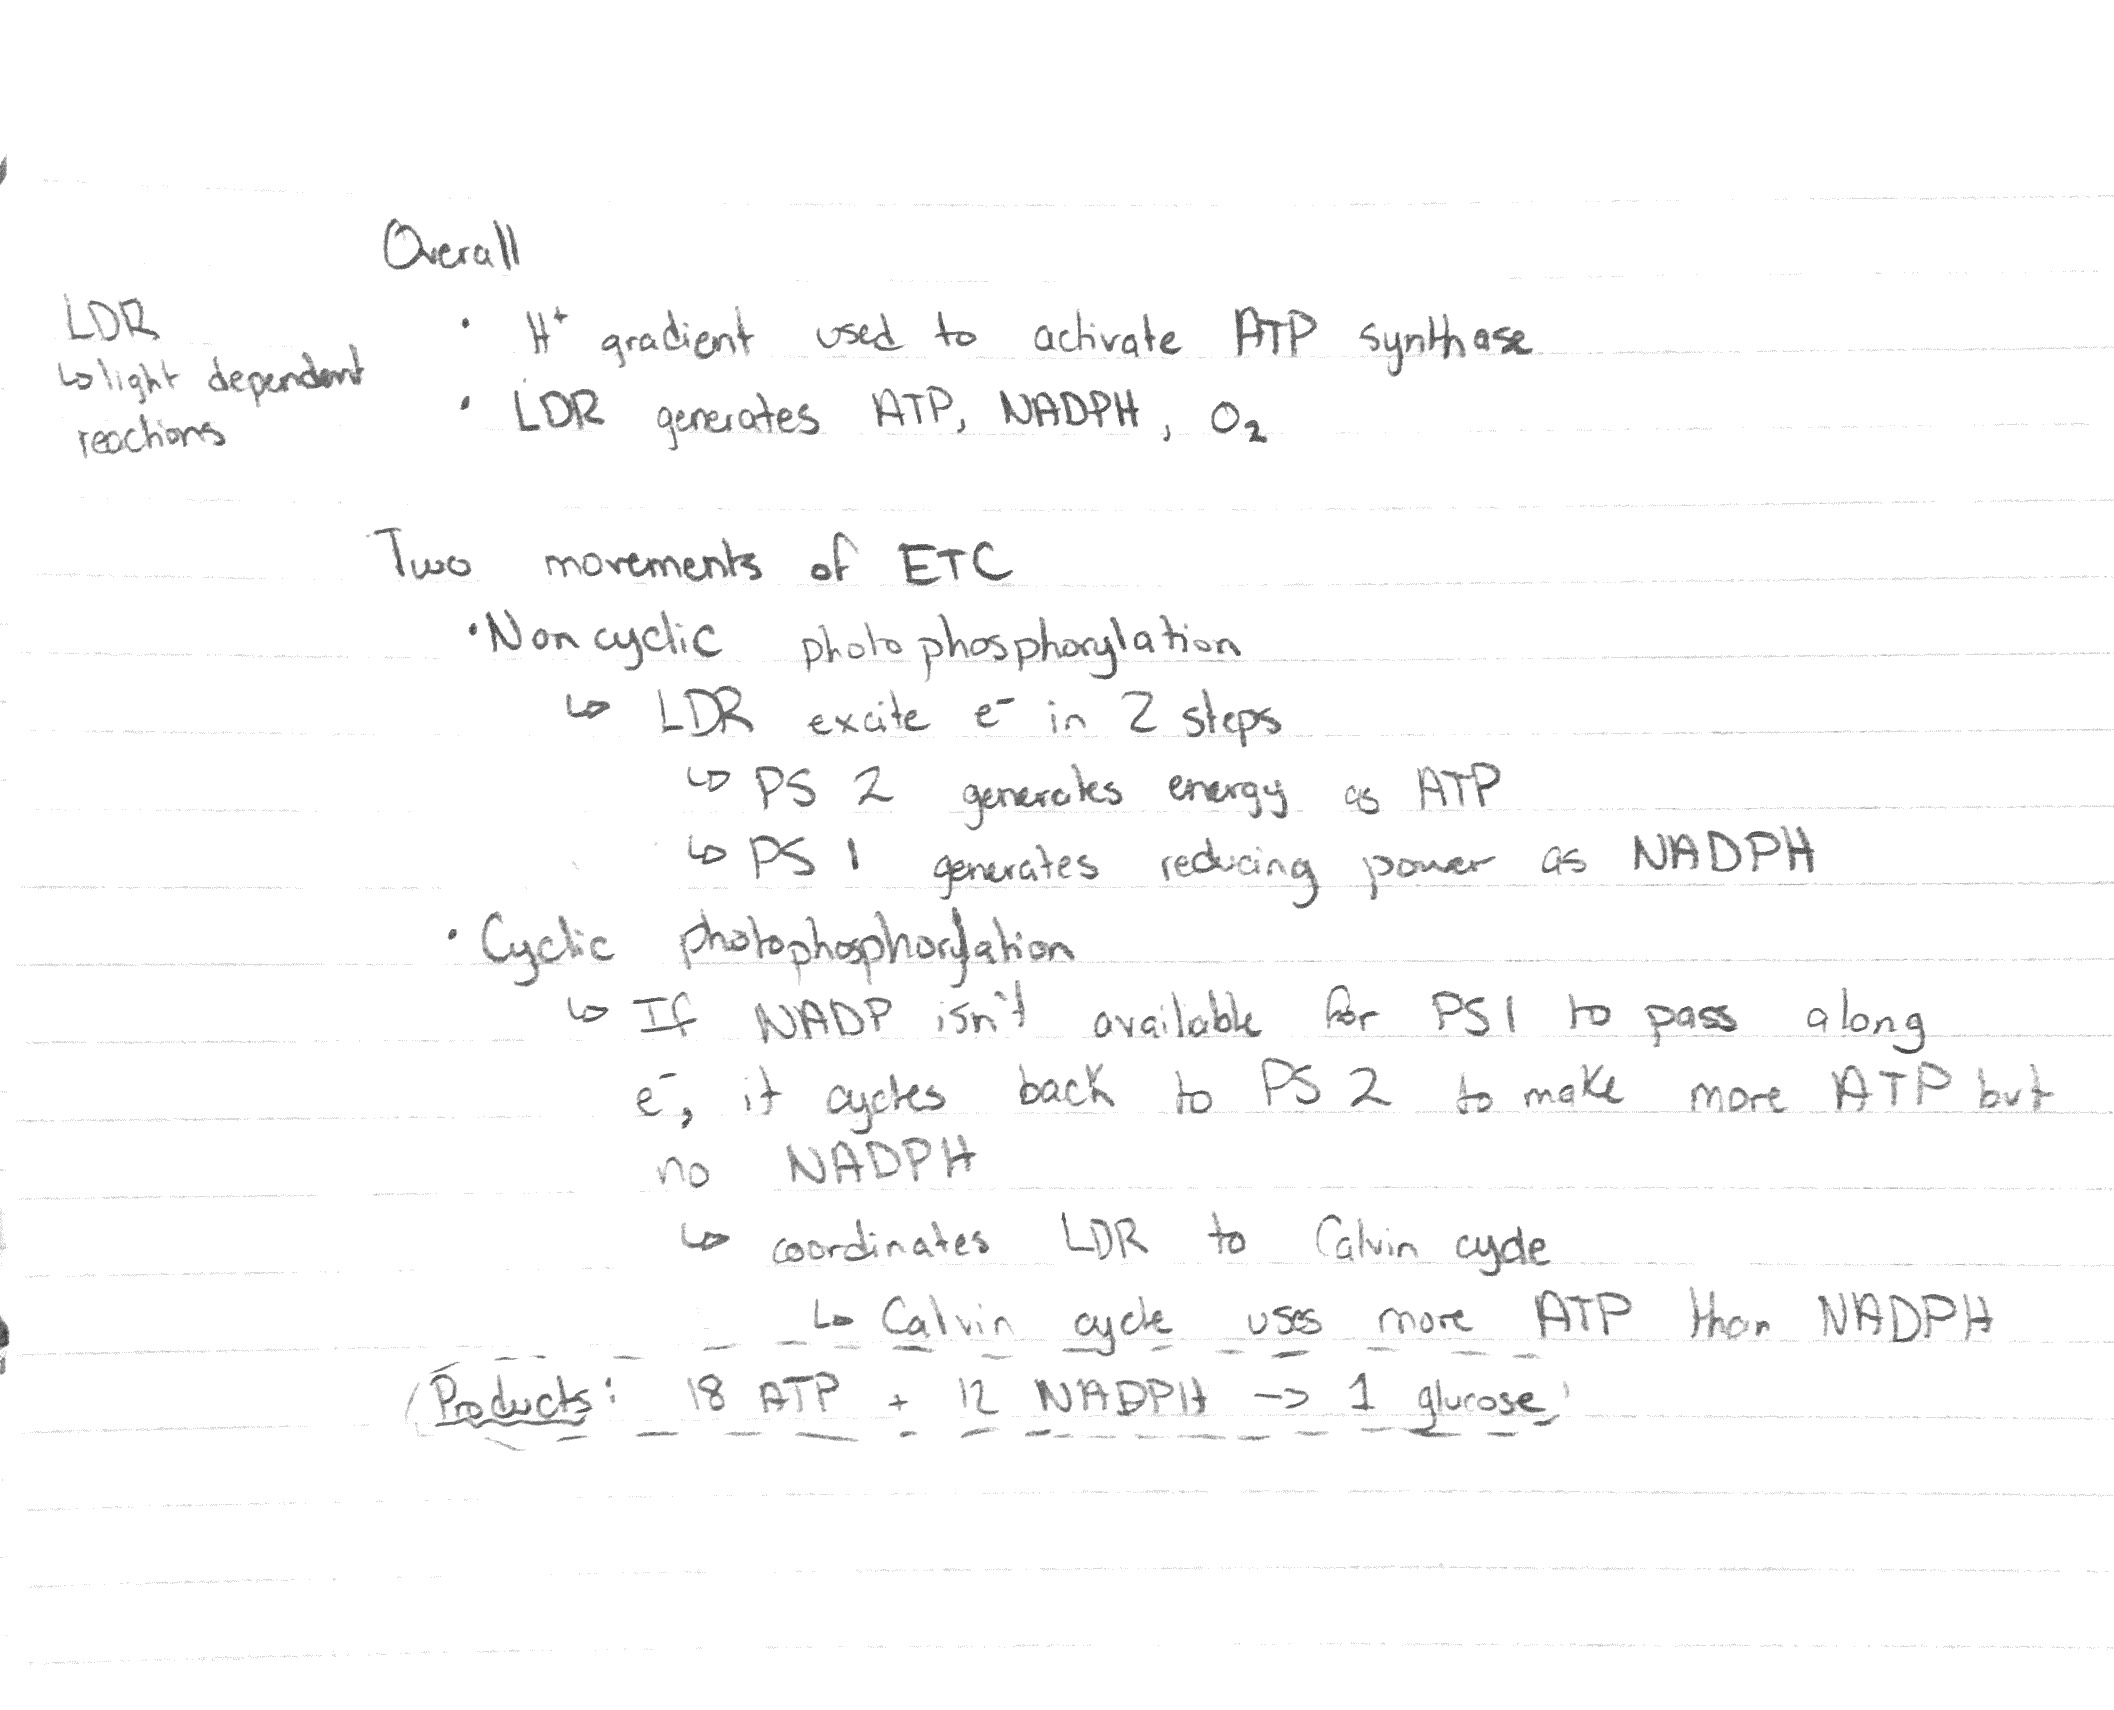 Overall
LDR
↳ light dependent
reactions
• H⁺ gradient used to activate ATP synthase
• LDR generates ATP, NADPH, O₂
Two movements of ETC
• Non cyclic photophosphorylation
↳ LDR excite e⁻ in 2 steps
↳ PS 2 generates energy as ATP
↳ PS 1 generates reducing power as NADPH
• Cyclic photophosphorylation
↳ If NADP isn't available for PS1 to pass along
e⁻, it cycles back to PS 2 to make more ATP but
no NADPH
↳ coordinates LDR to Calvin cycle
↳ Calvin cycle uses more ATP than NADPH
Products: 18 ATP + 12 NADPH -> 1 glucose